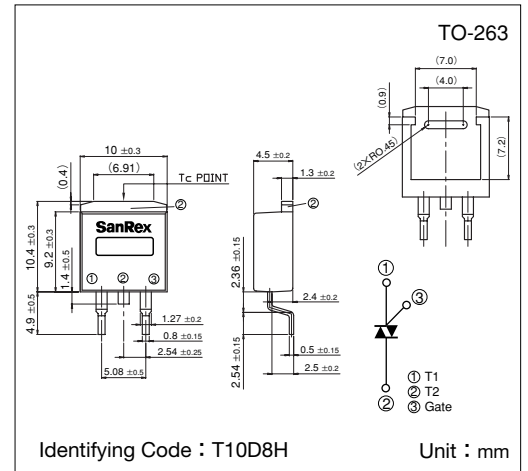 TO-263
(7.0)
(4.0)
(0.9)
(2×R0.45)
(7.2)
10 ±0.3
(6.91)
(0.4)
Tc POINT
②
4.5 ±0.2
1.3 ±0.2
②
SanRex
① ② ③
10.4 ±0.3
9.2 ±0.3
1.4 ±0.5
4.9 ±0.5
1.27 ±0.2
0.8 ±0.15
2.54 ±0.25
5.08 ±0.5
2.36 ±0.15
2.4 ±0.2
2.54 ±0.15
0.5 ±0.15
2.5 ±0.2
①
③
②
① T1
② T2
③ Gate
Identifying Code：T10D8H
Unit：mm